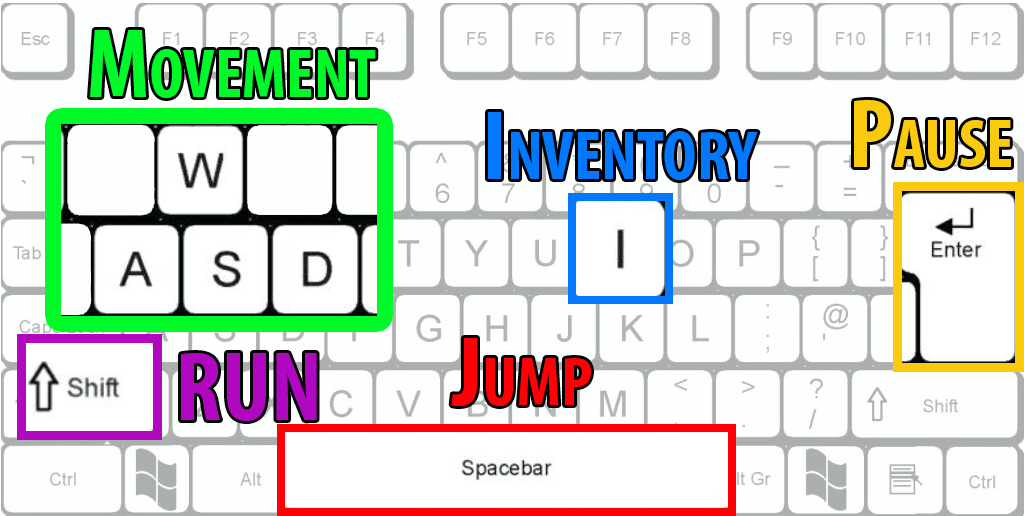 Esc F1 F2 F3 F4 F5 F6 F7 F8 F9 F10 F11 F12
MOVEMENT
INVENTORY
PAUSE
¬ ` ^ 6 7 8 9 0 _ - + =
W
Tab T Y U I O P { [ } ]
Enter
A S D
Caps Lock A S D F G H J K L : ; @ '
Shift
RUN
JUMP
Z C V B N M < , > . ? / Shift
Ctrl Alt Spacebar Alt Gr Ctrl